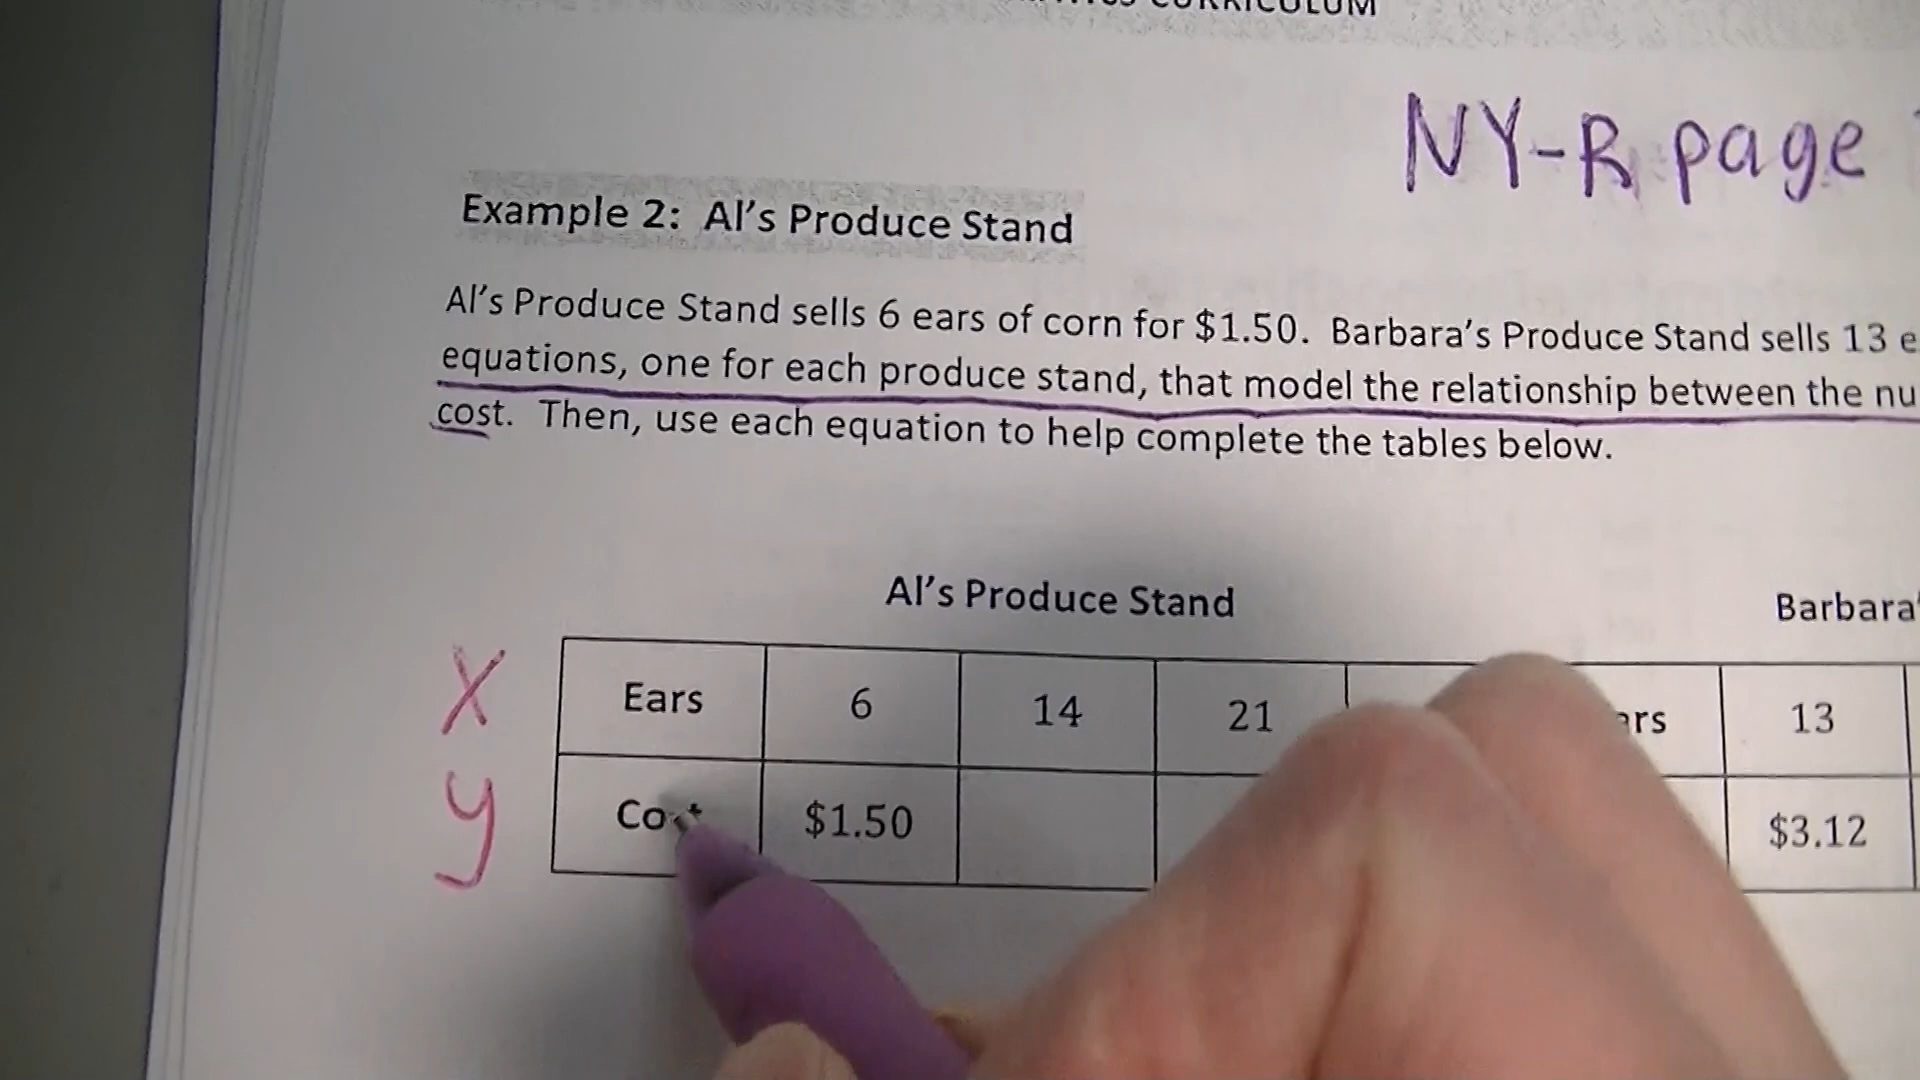 CURRICULUM
NY-R page
Example 2: Al's Produce Stand
Al's Produce Stand sells 6 ears of corn for $1.50. Barbara's Produce Stand sells 13 e
equations, one for each produce stand, that model the relationship between the nu
cost. Then, use each equation to help complete the tables below.
Al's Produce Stand
Barbara'
x Ears 6 14 21 13
y Cost $1.50 $3.12